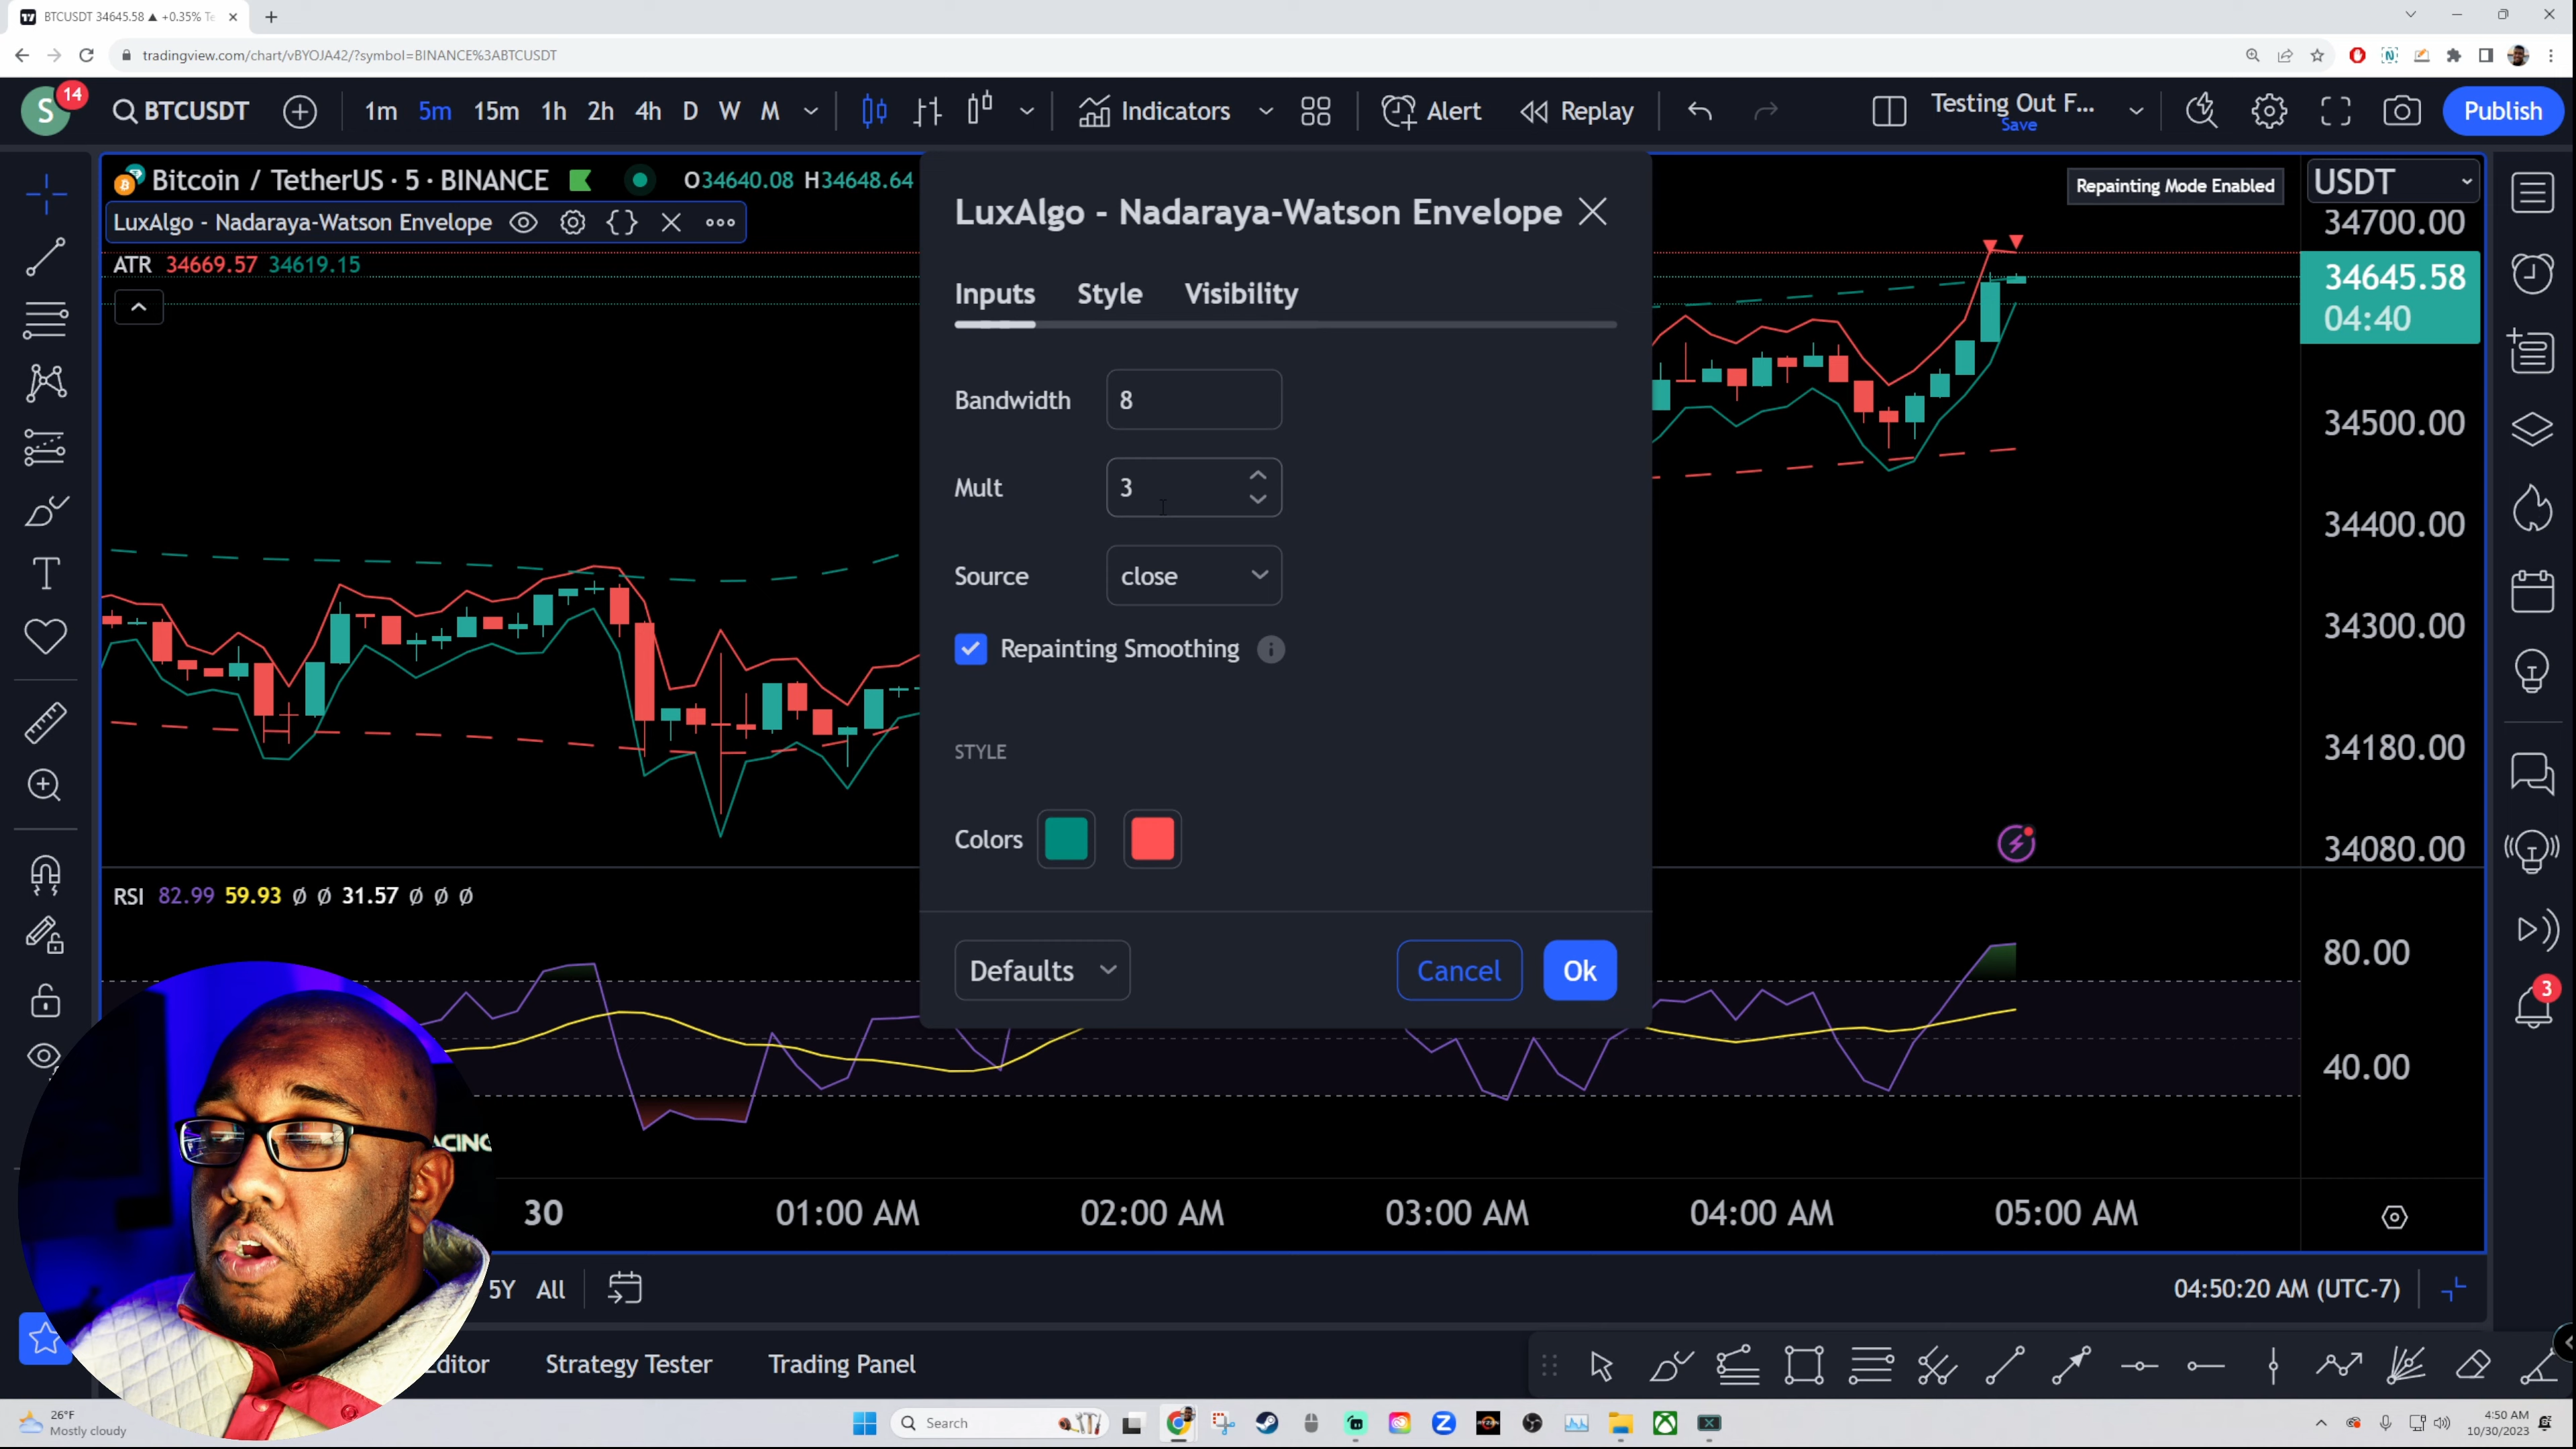 BTCUSDT 34645.58 ▲ +0.35% Te
tradingview.com/chart/vBYOJA42/?symbol=BINANCE%3ABTCUSDT
S 14 BTCUSDT 1m 5m 15m 1h 2h 4h D W M Indicators Alert Replay Testing Out F... Save Publish
Bitcoin / TetherUS · 5 · BINANCE O34640.08 H34648.64
LuxAlgo - Nadaraya-Watson Envelope
ATR 34669.57 34619.15
LuxAlgo - Nadaraya-Watson Envelope
Inputs Style Visibility
Bandwidth 8
Mult 3
Source close
Repainting Smoothing
STYLE
Colors
Defaults Cancel Ok
Repainting Mode Enabled
USDT
34700.00
34645.58
04:40
34500.00
34400.00
34300.00
34180.00
34080.00
RSI 82.99 59.93 ø ø 31.57 ø ø ø
80.00
40.00
3
ACING
30 01:00 AM 02:00 AM 03:00 AM 04:00 AM 05:00 AM
5Y All 04:50:20 AM (UTC-7)
Editor Strategy Tester Trading Panel
26°F
Mostly cloudy
Search
4:50 AM
10/30/2023